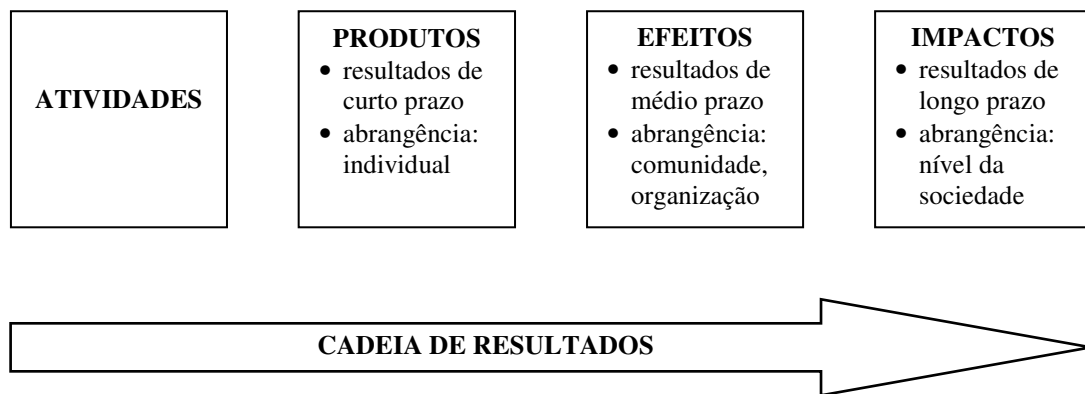 ATIVIDADES
PRODUTOS
• resultados de
curto prazo
• abrangência:
individual
EFEITOS
• resultados de
médio prazo
• abrangência:
comunidade,
organização
IMPACTOS
• resultados de
longo prazo
• abrangência:
nível da
sociedade
CADEIA DE RESULTADOS